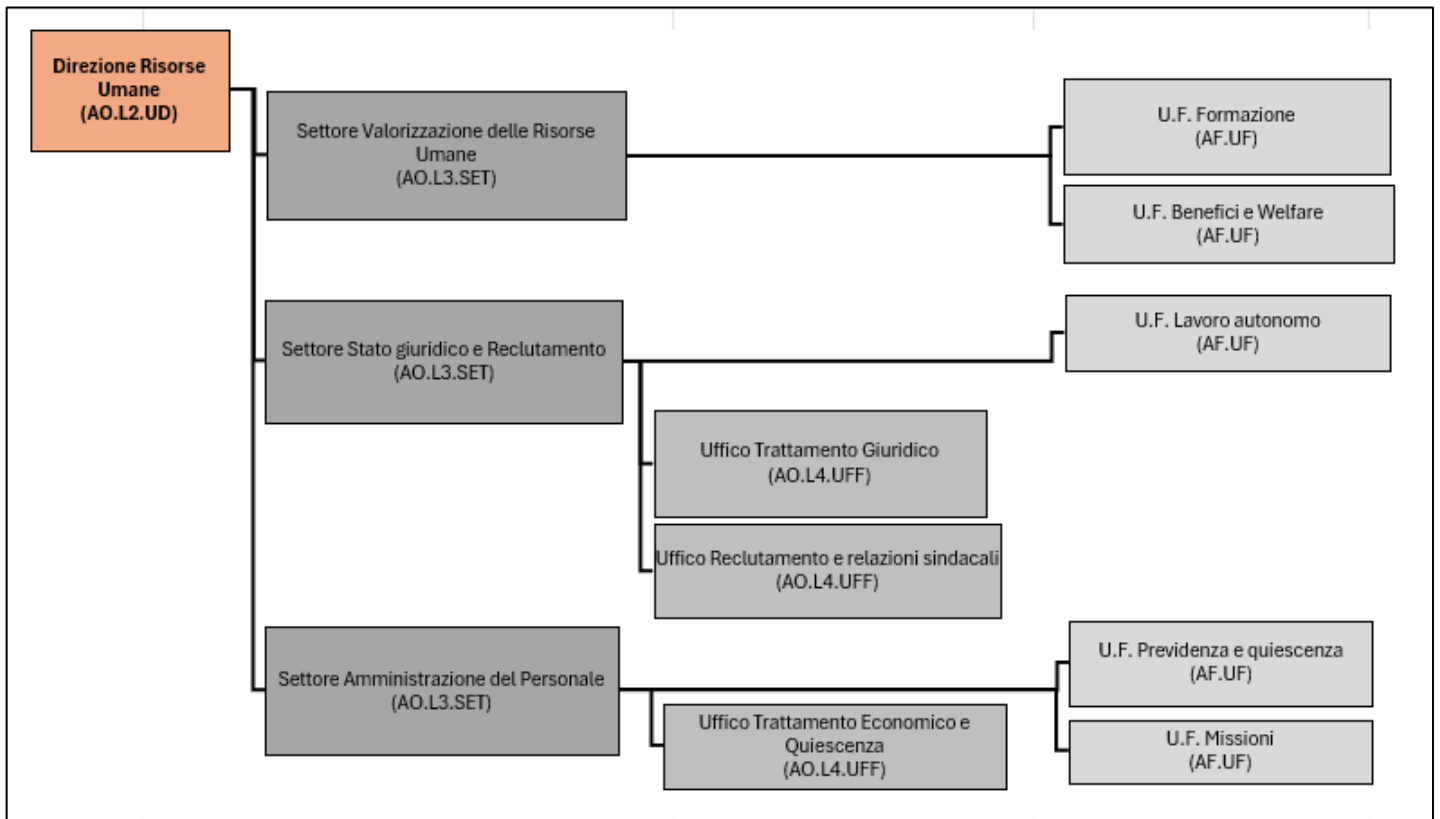 Direzione Risorse
Umane
(AO.L2.UD)
Settore Valorizzazione delle Risorse
Umane
(AO.L3.SET)
U.F. Formazione
(AF.UF)
U.F. Benefici e Welfare
(AF.UF)
Settore Stato giuridico e Reclutamento
(AO.L3.SET)
U.F. Lavoro autonomo
(AF.UF)
Uffico Trattamento Giuridico
(AO.L4.UFF)
Uffico Reclutamento e relazioni sindacali
(AO.L4.UFF)
Settore Amministrazione del Personale
(AO.L3.SET)
Uffico Trattamento Economico e
Quiescenza
(AO.L4.UFF)
U.F. Previdenza e quiescenza
(AF.UF)
U.F. Missioni
(AF.UF)